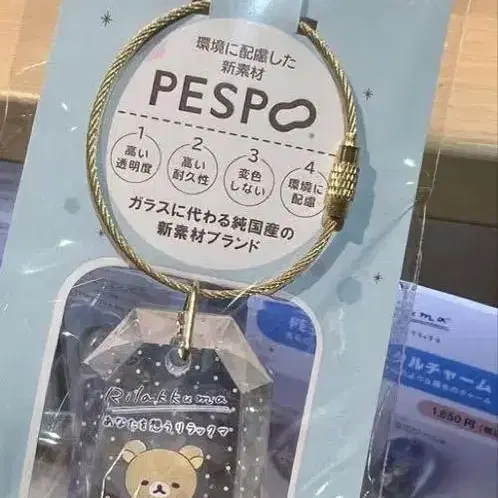 環境に配慮した
新素材
PESPO
1
高い
透明度
2
高い
耐久性
3
変色
しない
4
環境に
配慮
ガラスに代わる純国産の
新素材ブランド
Rilakkuma
あなたを想うリラックマ
PE
ルチャーム
1,650円